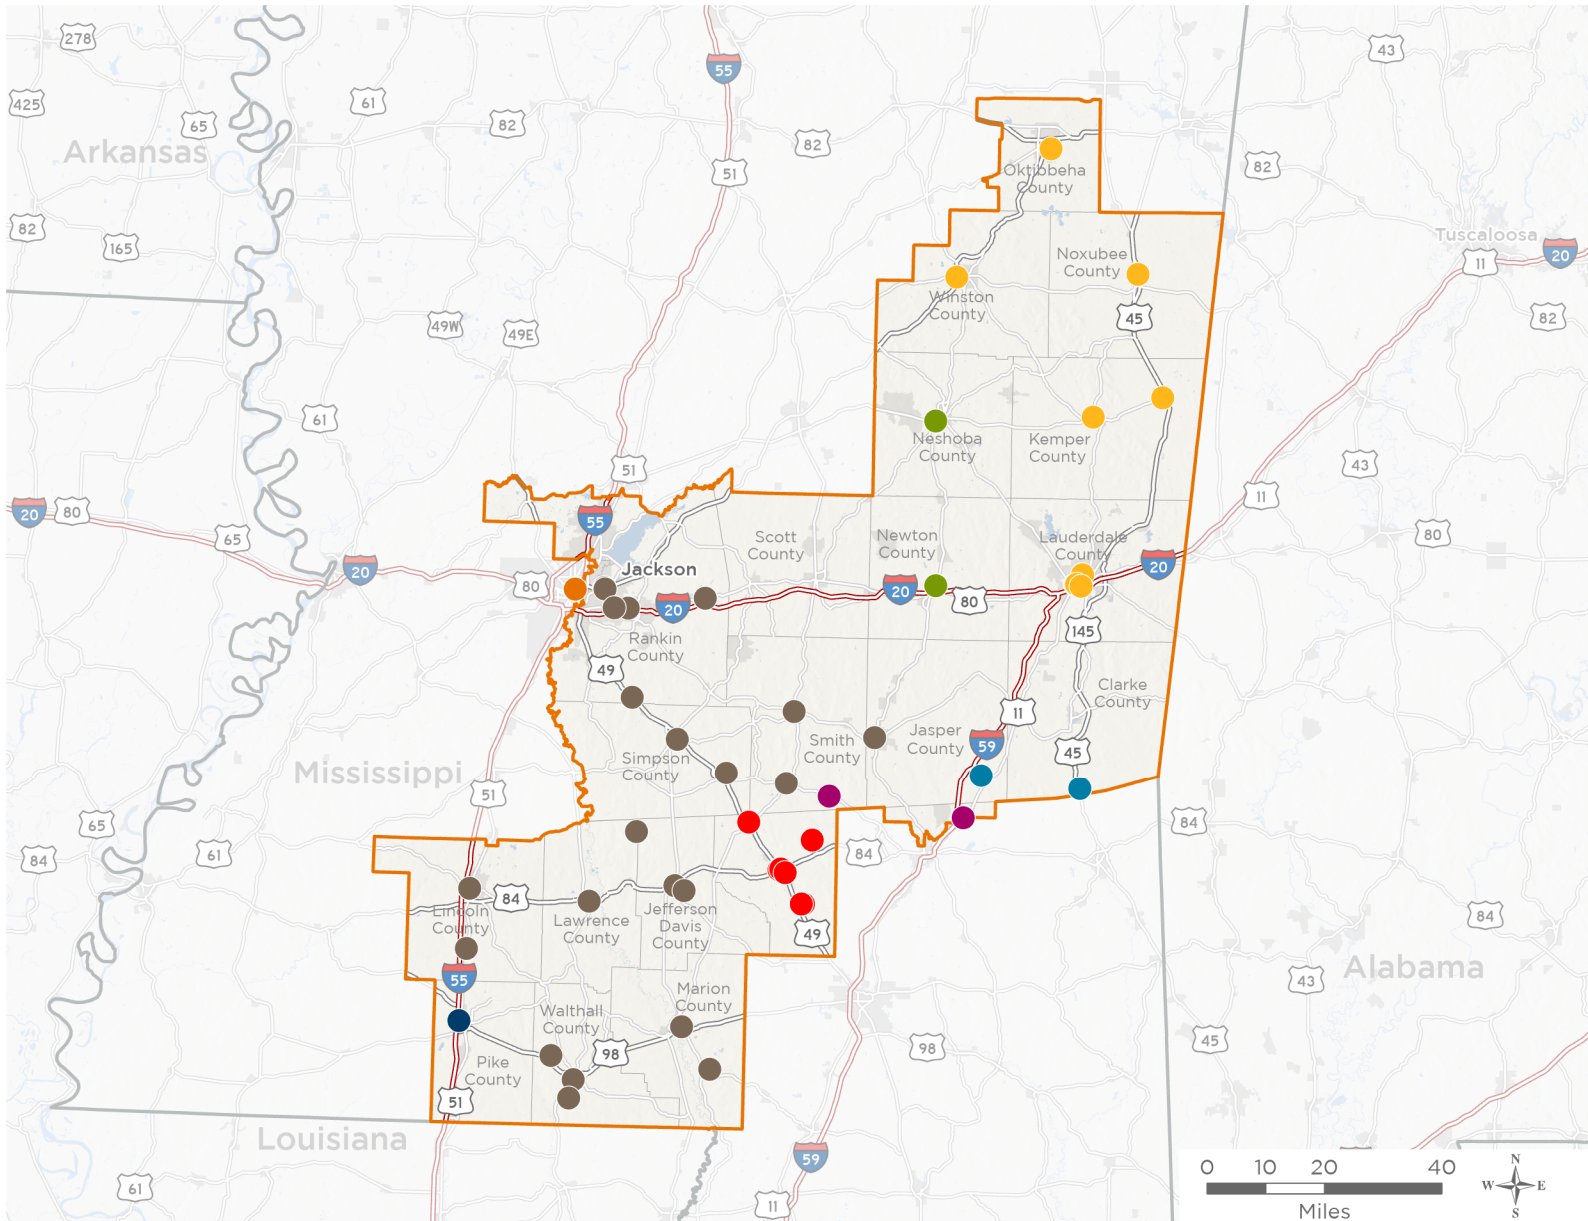 278
55
43
425
61
65
82
82
82
51
Arkansas
Oktibbeha
County
82
82
165
Tuscaloosa
20
11
Noxubee
County
Winston
County
45
82
49W
49E
61
Neshoba
County
Kemper
County
51
43
11
20
80
55
65
Scott
County
Newton
County
Lauderdale
County
80
20
80
Jackson
20
20
80
20
145
Rankin
County
49
Clarke
County
11
Smith
County
Jasper
County
59
45
Simpson
County
Mississippi
51
65
84
61
84
84
84
Lincoln
County
Lawrence
County
Jefferson
Davis
County
49
84
55
Alabama
43
Marion
County
Walthall
County
98
98
45
Pike
County
51
Louisiana
59
61
11
0 10 20 40
Miles
N
W E
S